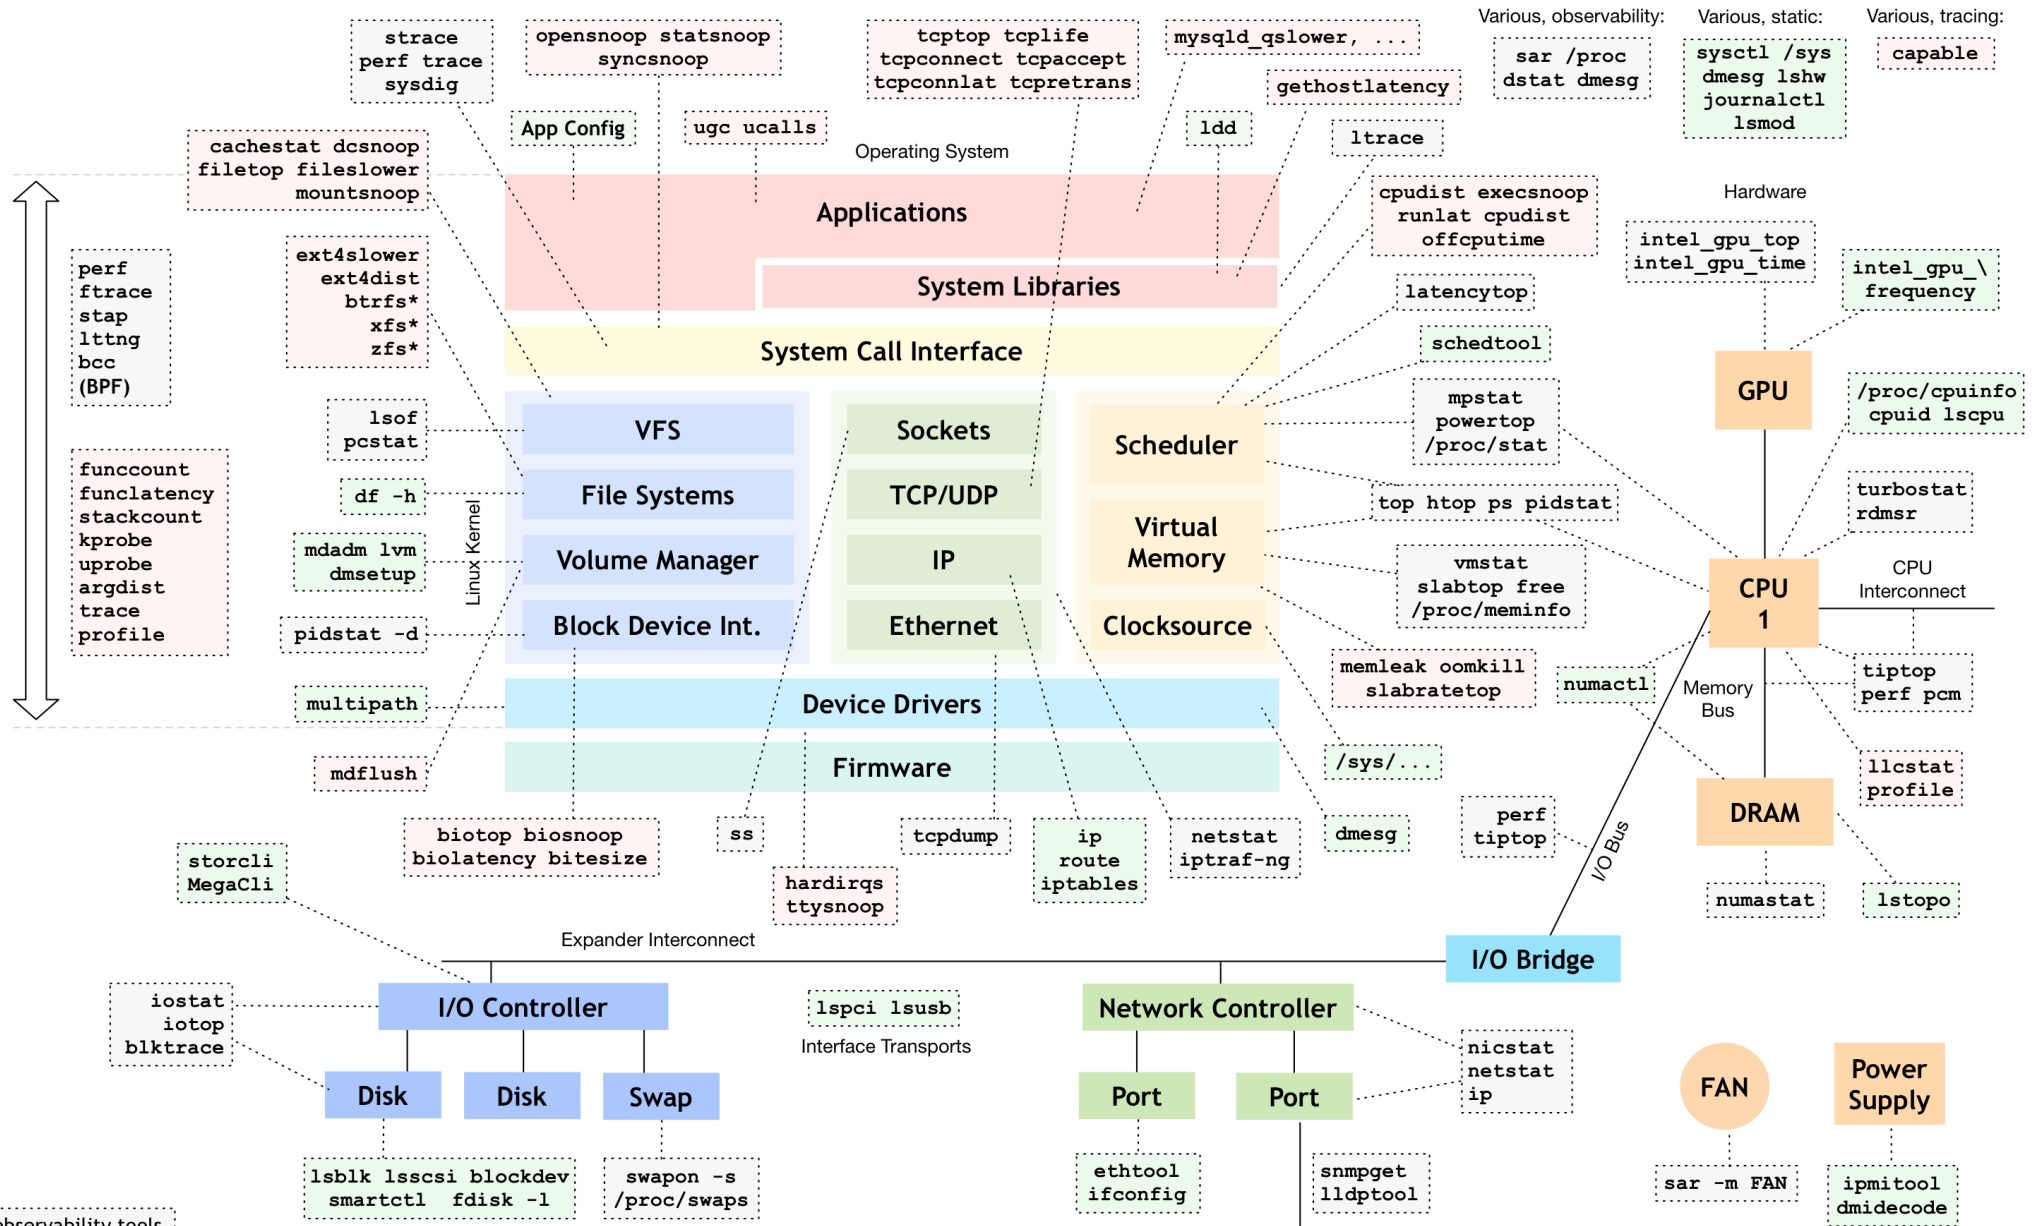 strace
perf trace
sysdig
opensnoop statsnoop
syncsnoop
tcptop tcplife
tcpconnect tcpaccept
tcpconnlat tcpretrans
mysqld_qslower, ...
gethostlatency
Various, observability:
sar /proc
dstat dmesg
Various, static:
sysctl /sys
dmesg lshw
journalctl
lsmod
Various, tracing:
capable
App Config
ugc ucalls
ldd
ltrace
Operating System
cachestat dcsnoop
filetop fileslower
mountsnoop
Applications
System Libraries
System Call Interface
cpudist execsnoop
runlat cpudist
offcputime
Hardware
intel_gpu_top
intel_gpu_time
intel_gpu_\
frequency
perf
ftrace
stap
lttng
bcc
(BPF)
ext4slower
ext4dist
btrfs*
xfs*
zfs*
latencytop
schedtool
GPU
/proc/cpuinfo
cpuid lscpu
lsof
pcstat
VFS
Sockets
Scheduler
mpstat
powertop
/proc/stat
funccount
funclatency
stackcount
kprobe
uprobe
argdist
trace
profile
df -h
Linux Kernel
File Systems
TCP/UDP
Virtual
Memory
top htop ps pidstat
turbostat
rdmsr
mdadm lvm
dmsetup
Volume Manager
IP
vmstat
slabtop free
/proc/meminfo
CPU
1
CPU
Interconnect
pidstat -d
Block Device Int.
Ethernet
Clocksource
memleak oomkill
slabratetop
numactl
Memory
Bus
tiptop
perf pcm
multipath
Device Drivers
mdflush
Firmware
/sys/...
llcstat
profile
DRAM
biotop biosnoop
biolatency bitesize
ss
hardirqs
ttysnoop
tcpdump
ip
route
iptables
netstat
iptraf-ng
dmesg
perf
tiptop
I/O Bus
numastat
lstopo
storcli
MegaCli
Expander Interconnect
I/O Bridge
iostat
iotop
blktrace
I/O Controller
lspci lsusb
Interface Transports
Network Controller
nicstat
netstat
ip
Disk
Disk
Swap
Port
Port
FAN
Power
Supply
lsblk lsscsi blockdev
smartctl fdisk -l
swapon -s
/proc/swaps
ethtool
ifconfig
snmpget
lldptool
sar -m FAN
ipmitool
dmidecode
observability tools